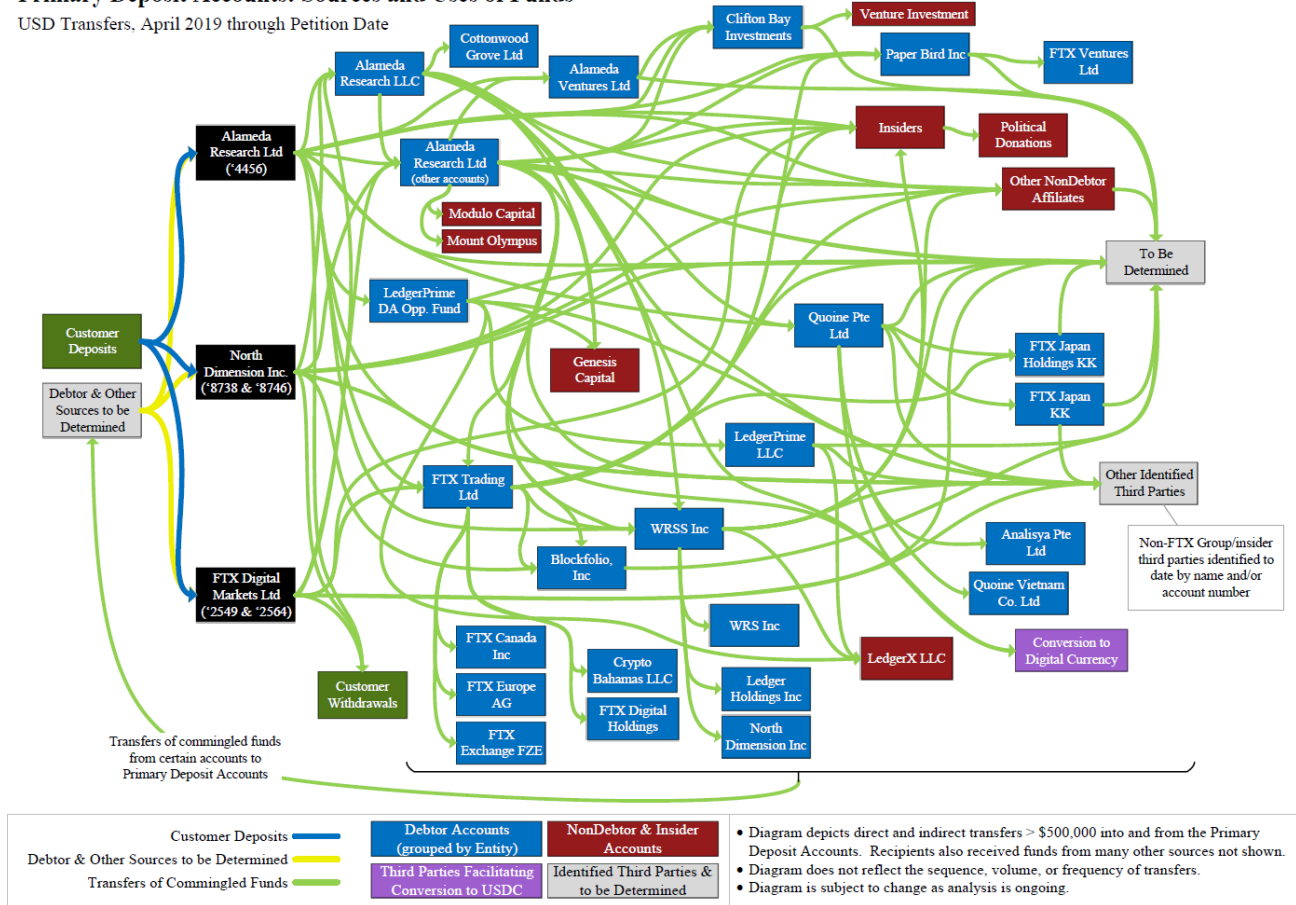 Primary Deposit Accounts: Sources and Uses of Funds
USD Transfers, April 2019 through Petition Date
Clifton Bay
Investments
Venture Investment
Cottonwood
Grove Ltd
Alameda
Research LLC
Alameda
Ventures Ltd
Paper Bird Inc
FTX Ventures
Ltd
Alameda
Research Ltd
(‘4456)
Alameda
Research Ltd
(other accounts)
Insiders
Political
Donations
Other NonDebtor
Affiliates
Modulo Capital
Mount Olympus
To Be
Determined
LedgerPrime
DA Opp. Fund
Quoine Pte
Ltd
Customer
Deposits
North
Dimension Inc.
(‘8738 & ‘8746)
Genesis
Capital
FTX Japan
Holdings KK
Debtor & Other
Sources to be
Determined
FTX Japan
KK
LedgerPrime
LLC
FTX Trading
Ltd
Other Identified
Third Parties
WRSS Inc
Analisya Pte
Ltd
Non-FTX Group/insider
third parties identified to
date by name and/or
account number
Blockfolio,
Inc
FTX Digital
Markets Ltd
(‘2549 & ‘2564)
Quoine Vietnam
Co. Ltd
WRS Inc
FTX Canada
Inc
LedgerX LLC
Conversion to
Digital Currency
Crypto
Bahamas LLC
Customer
Withdrawals
FTX Europe
AG
Ledger
Holdings Inc
FTX Digital
Holdings
FTX
Exchange FZE
North
Dimension Inc
Transfers of commingled funds
from certain accounts to
Primary Deposit Accounts
Customer Deposits
Debtor & Other Sources to be Determined
Transfers of Commingled Funds
Debtor Accounts
(grouped by Entity)
NonDebtor & Insider
Accounts
Third Parties Facilitating
Conversion to USDC
Identified Third Parties &
to be Determined
• Diagram depicts direct and indirect transfers > $500,000 into and from the Primary
Deposit Accounts. Recipients also received funds from many other sources not shown.
• Diagram does not reflect the sequence, volume, or frequency of transfers.
• Diagram is subject to change as analysis is ongoing.